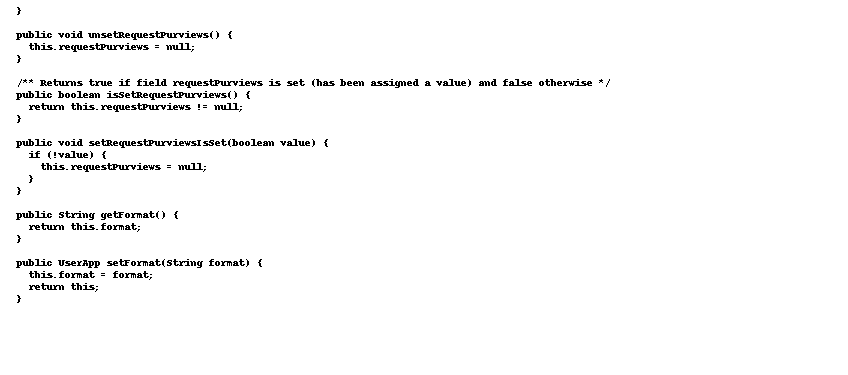 }

public void unsetRequestPurviews() {
  this.requestPurviews = null;
}

/** Returns true if field requestPurviews is set (has been assigned a value) and false otherwise */
public boolean isSetRequestPurviews() {
  return this.requestPurviews != null;
}

public void setRequestPurviewsIsSet(boolean value) {
  if (!value) {
    this.requestPurviews = null;
  }
}

public String getFormat() {
  return this.format;
}

public UserApp setFormat(String format) {
  this.format = format;
  return this;
}